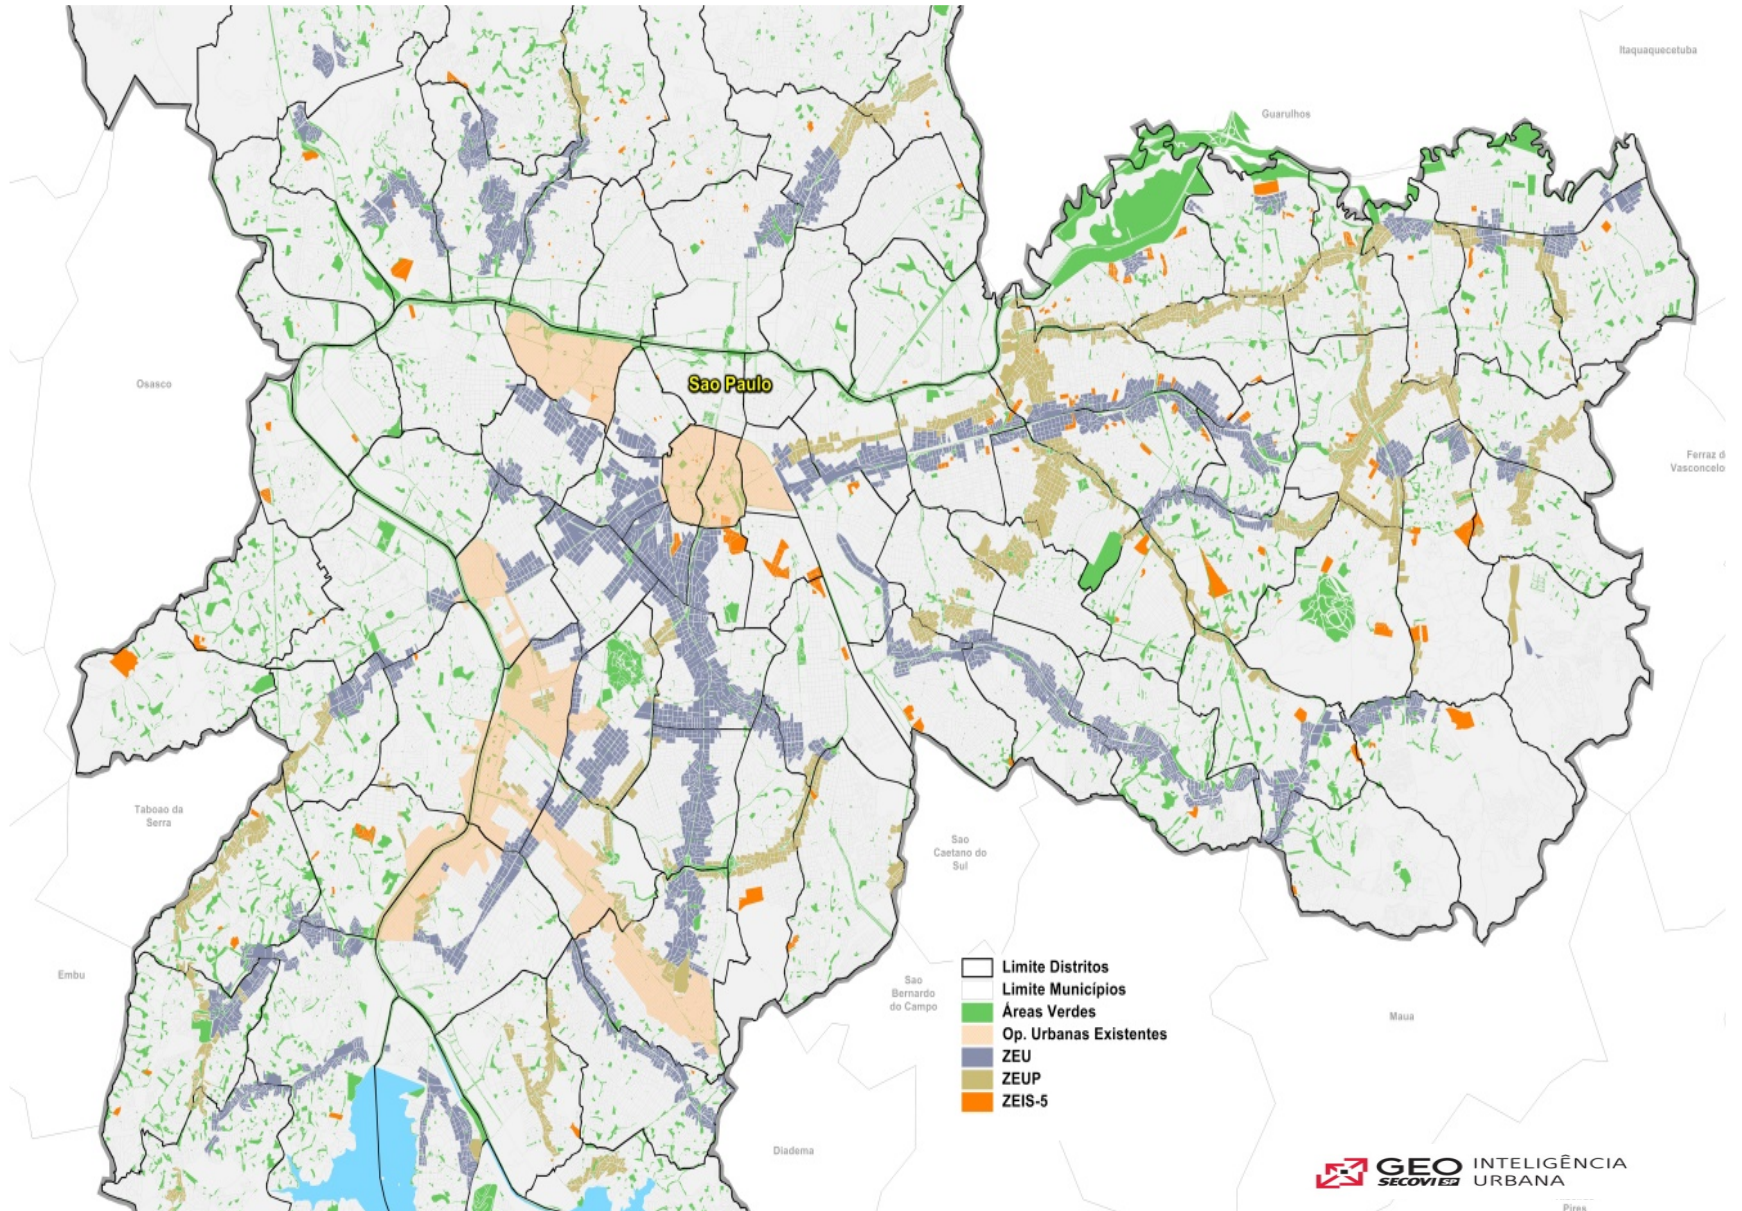 Itaquaquecetuba
Guarulhos
Osasco
Sao Paulo
Ferraz d
Vasconcelo
Taboao da
Serra
Sao
Caetano do
Sul
Embu
Sao
Bernardo
do Campo
Maua
Diadema
Limite Distritos
Limite Municípios
Áreas Verdes
Op. Urbanas Existentes
ZEU
ZEUP
ZEIS-5
GEO
SECOVI SP
INTELIGÊNCIA
URBANA
Pires